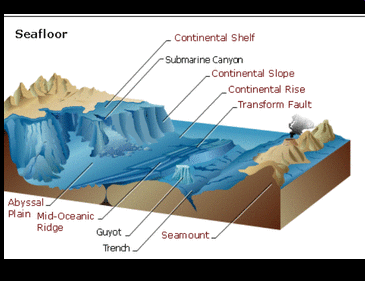 Seafloor
Continental Shelf
Submarine Canyon
Continental Slope
Continental Rise
Transform Fault
Abyssal
Plain
Mid-Oceanic
Ridge
Guyot
Trench
Seamount